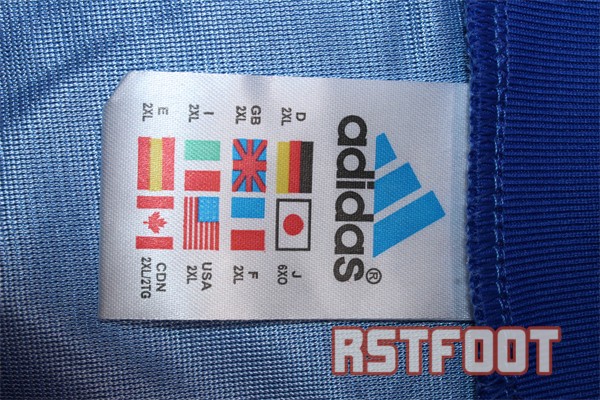 adidas®
D
2XL
J
6XO
GB
2XL
F
2XL
I
2XL
USA
2XL
E
2XL
CDN
2XL/2TG
RSTFOOT